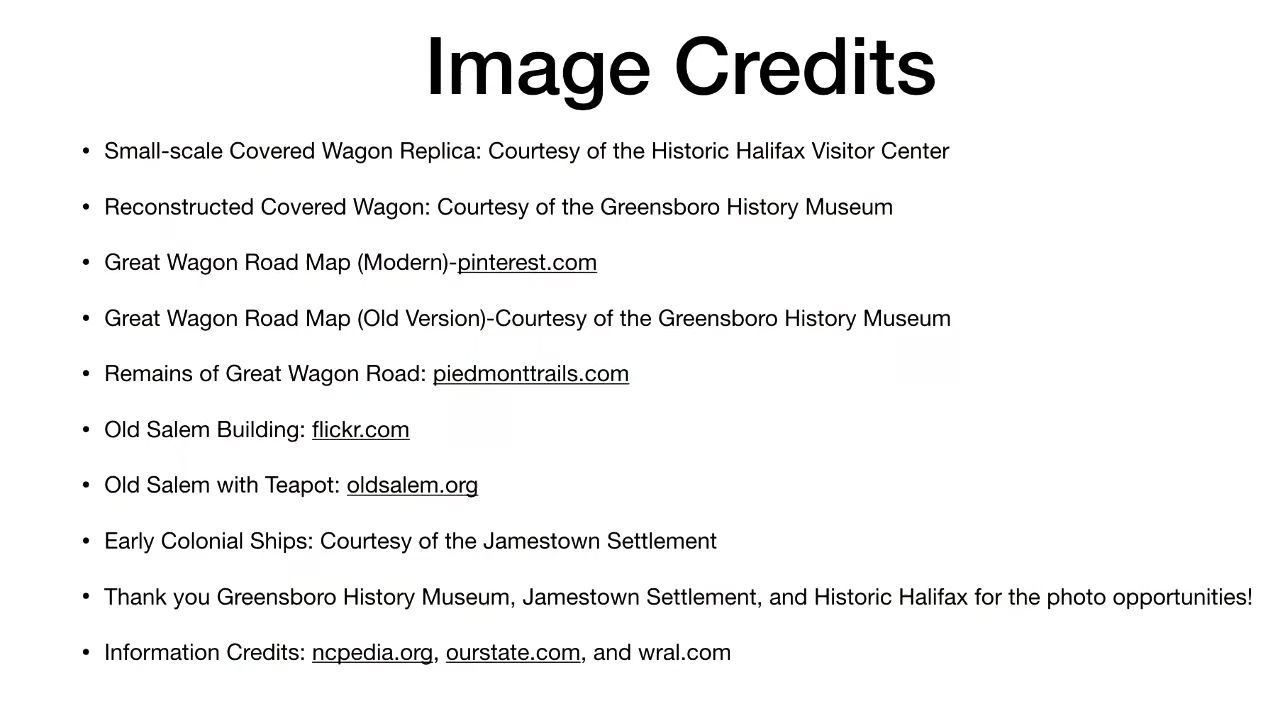 Image Credits
• Small-scale Covered Wagon Replica: Courtesy of the Historic Halifax Visitor Center
• Reconstructed Covered Wagon: Courtesy of the Greensboro History Museum
• Great Wagon Road Map (Modern)-pinterest.com
• Great Wagon Road Map (Old Version)-Courtesy of the Greensboro History Museum
• Remains of Great Wagon Road: piedmonttrails.com
• Old Salem Building: flickr.com
• Old Salem with Teapot: oldsalem.org
• Early Colonial Ships: Courtesy of the Jamestown Settlement
• Thank you Greensboro History Museum, Jamestown Settlement, and Historic Halifax for the photo opportunities!
• Information Credits: ncpedia.org, ourstate.com, and wral.com